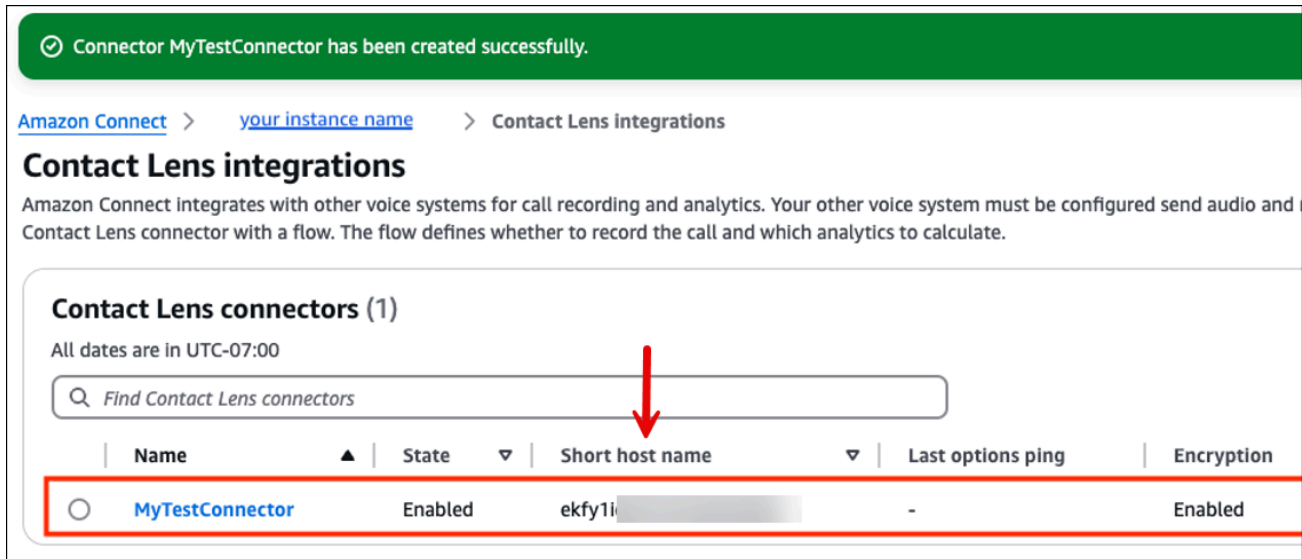 Connector MyTestConnector has been created successfully.
Amazon Connect > your instance name > Contact Lens integrations
Contact Lens integrations
Amazon Connect integrates with other voice systems for call recording and analytics. Your other voice system must be configured send audio and
Contact Lens connector with a flow. The flow defines whether to record the call and which analytics to calculate.
Contact Lens connectors (1)
All dates are in UTC-07:00
Find Contact Lens connectors
Name State Short host name Last options ping Encryption
MyTestConnector Enabled - Enabled